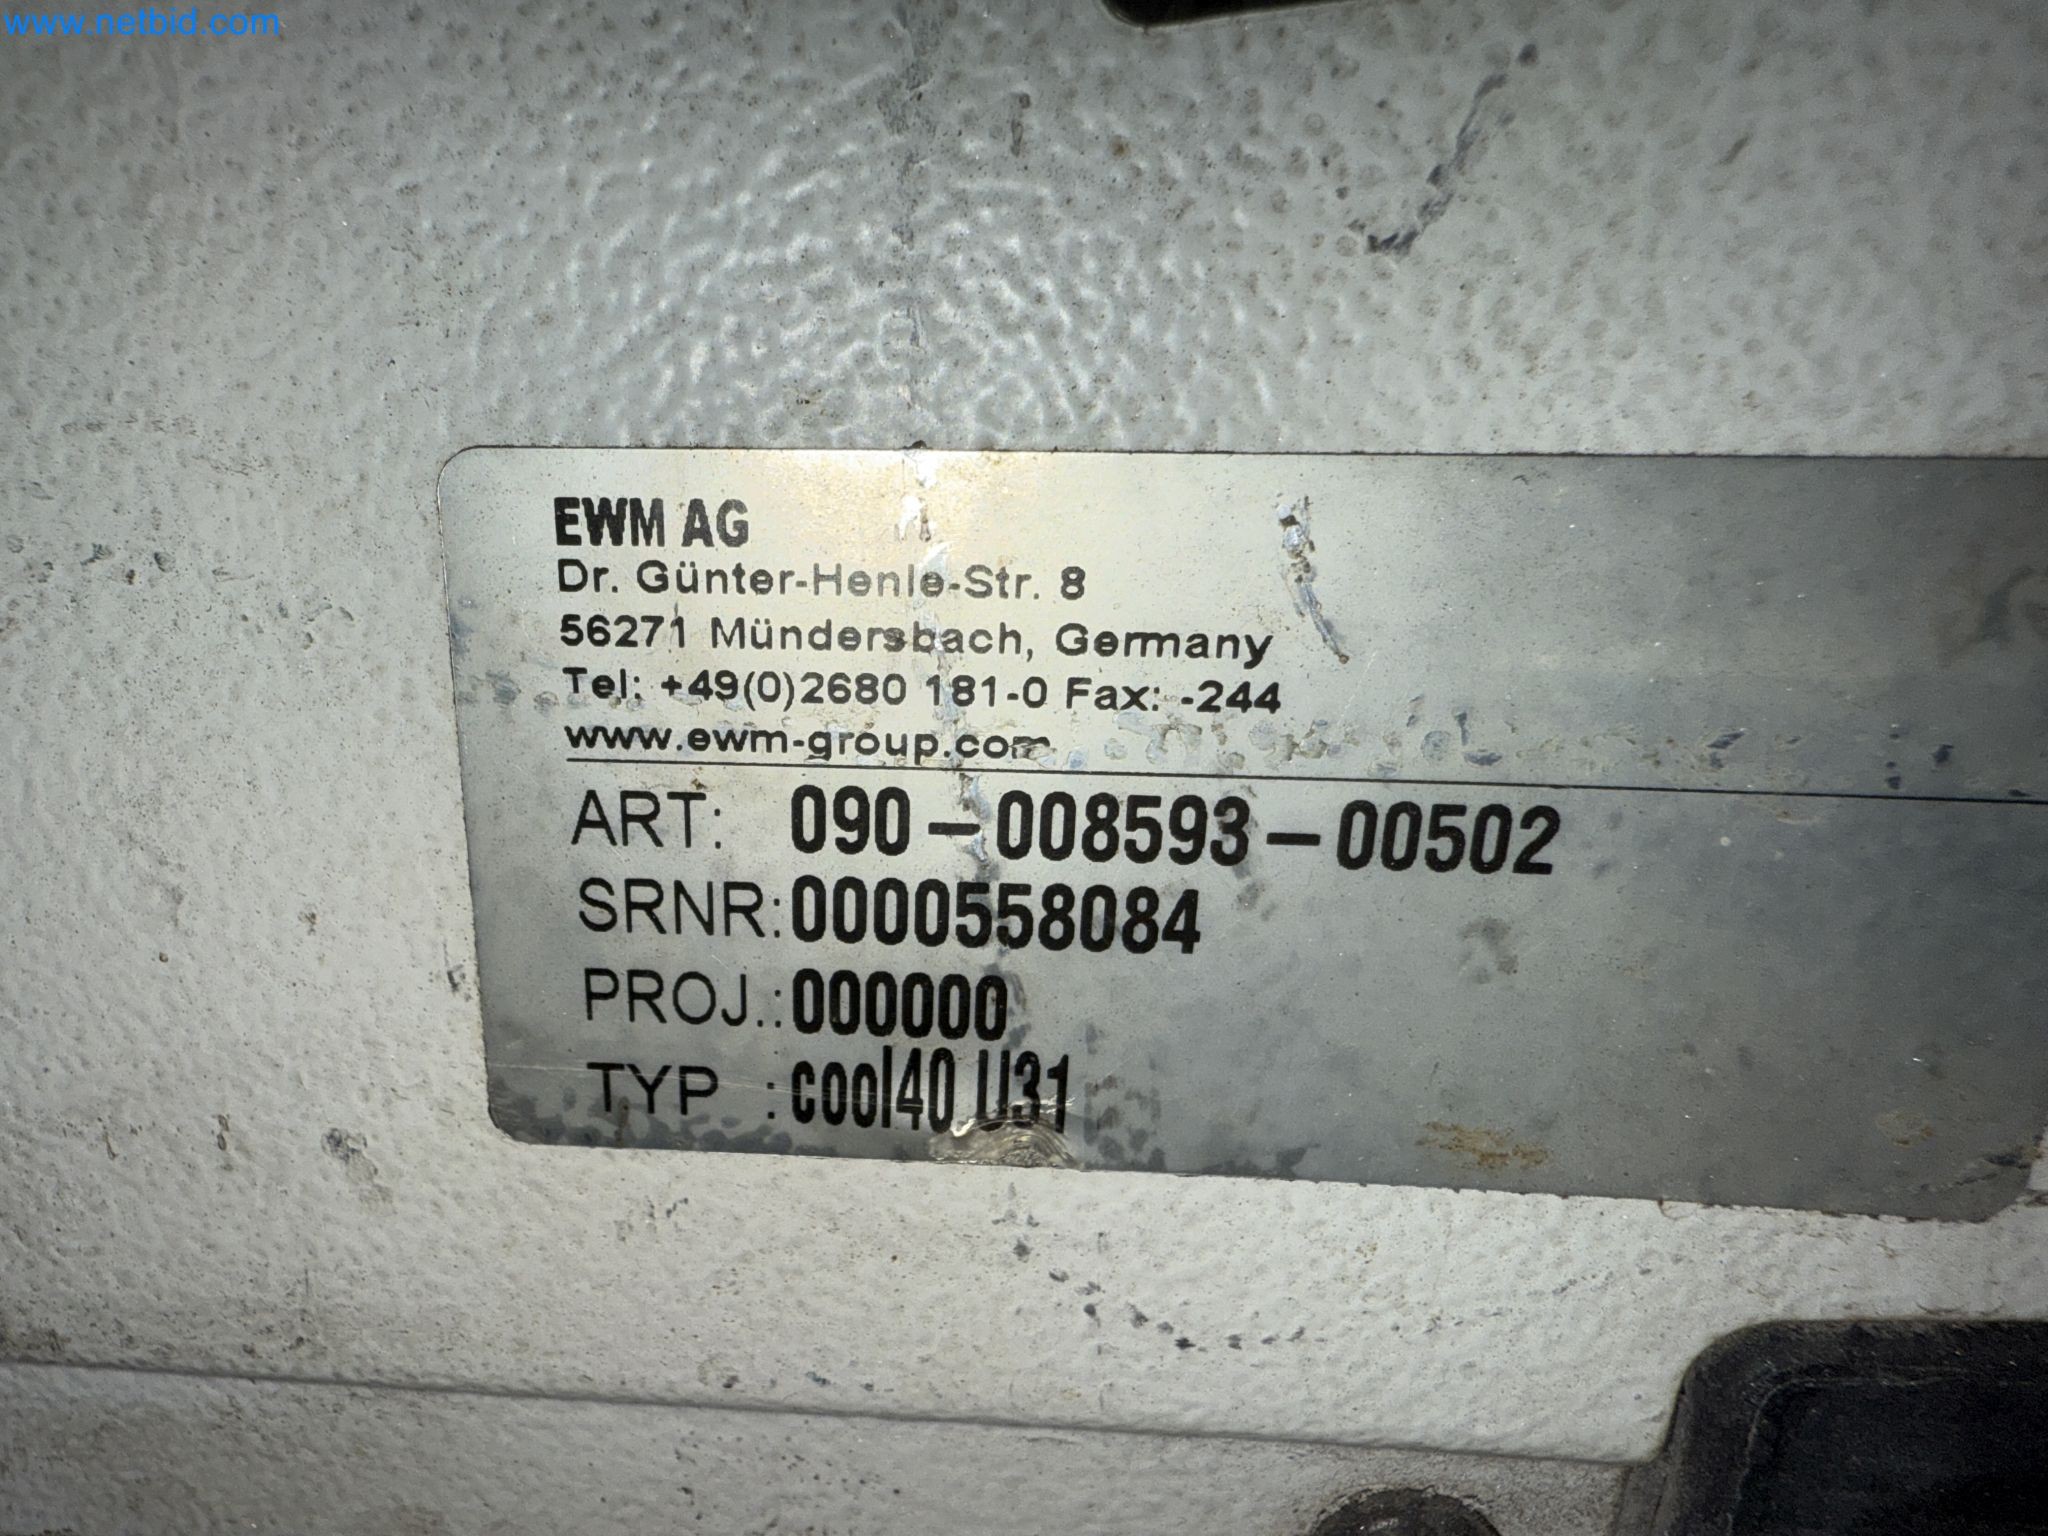 www.netbid.com
EWM AG
Dr. Günter-Henle-Str. 8
56271 Mündersbach, Germany
Tel: +49(0)2680 181-0 Fax: -244
www.ewm-group.com
ART: 090-008593-00502
SRNR:0000558084
PROJ.:000000
TYP :cool40 U31